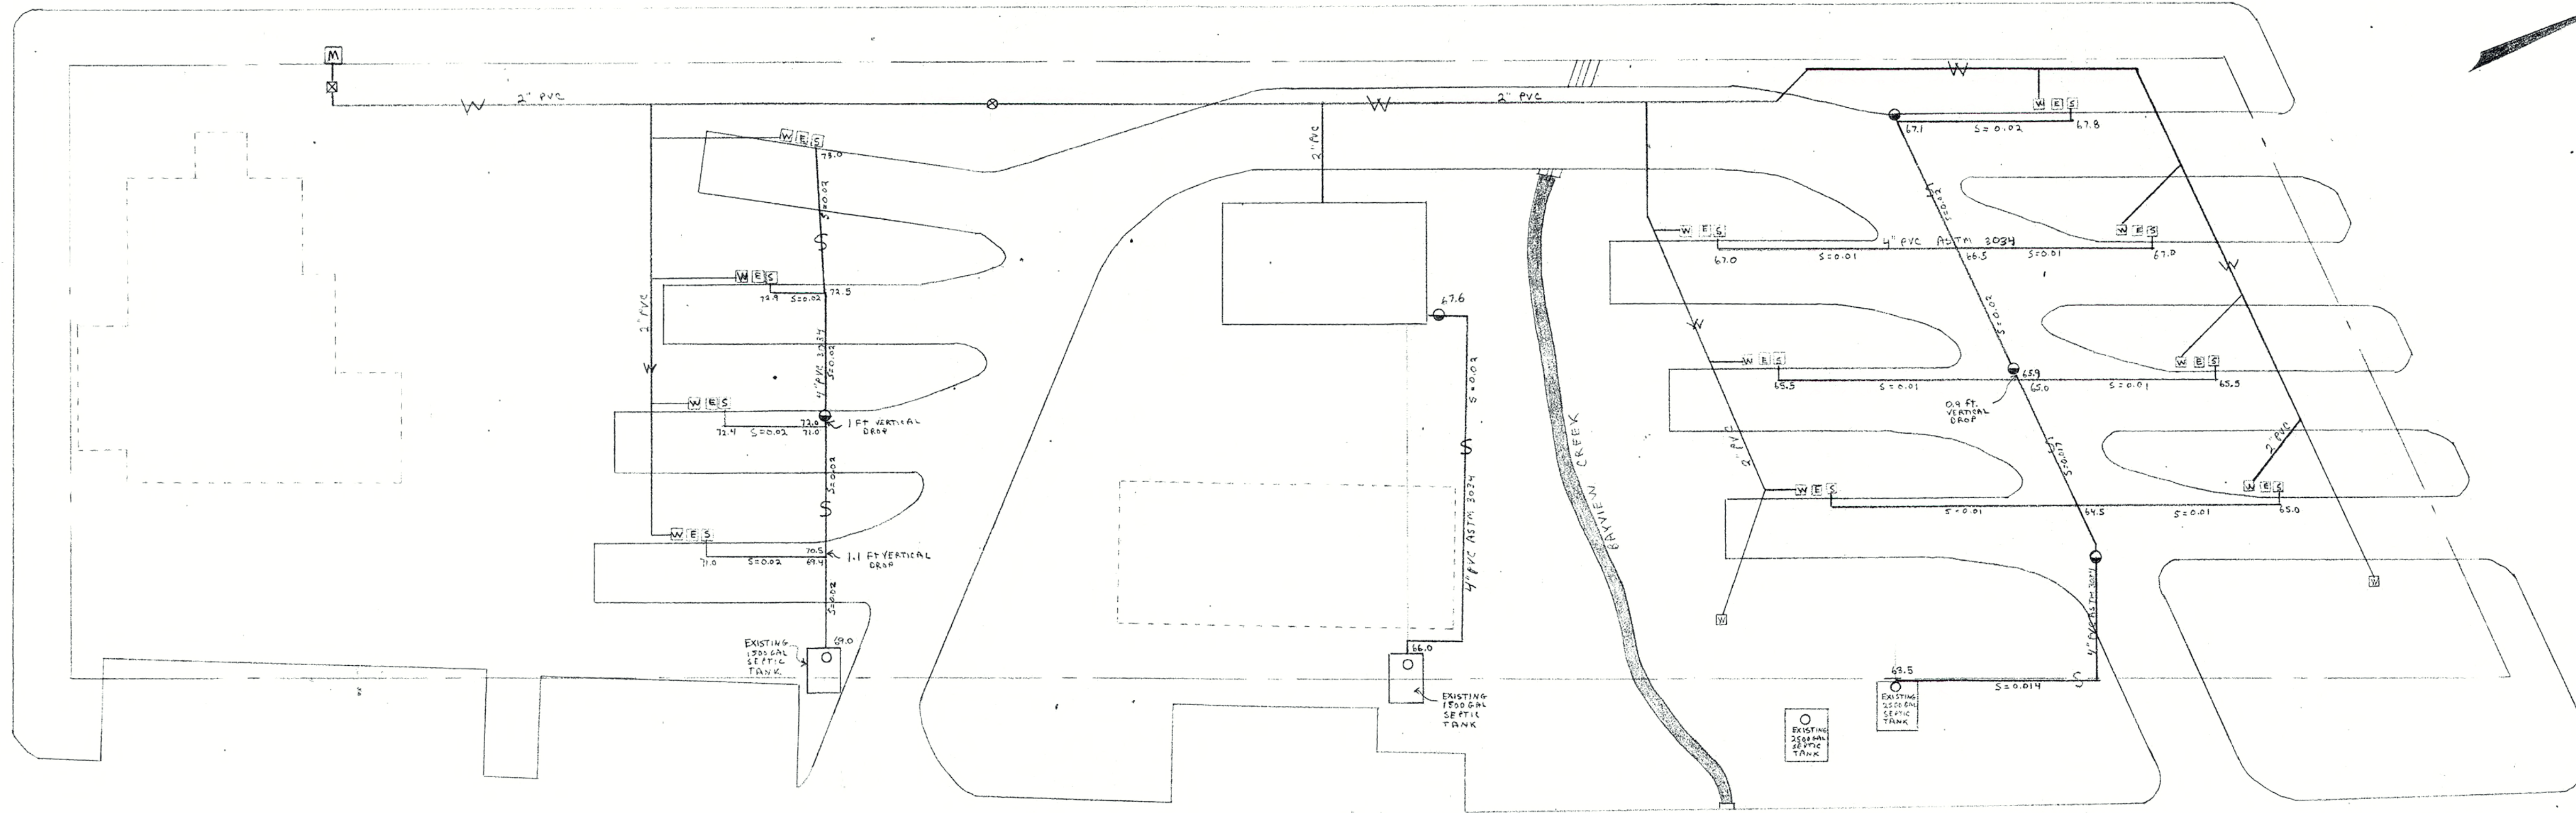 M
W
2" PVC
W
2" PVC
W
2" PVC
W E S
73.0
S=0.02
S
W E S
72.9 S=0.02
72.5
2" PVC
W
4" PVC 3034
S=0.02
W E S
72.4 S=0.02
72.0
71.0
1 FT VERTICAL
DROP
S=0.02
S
W E S
71.0 S=0.02
70.5
69.4
1.1 FT VERTICAL
DROP
S=0.02
69.0
EXISTING
1500 GAL
SEPTIC
TANK
67.6
S=0.02
S
4" PVC ASTM 3034
66.0
EXISTING
1500 GAL
SEPTIC
TANK
BAYVIEW CREEK
W E S
67.1 S=0.02 67.8
S
S=0.02
W E S
W E S
4" PVC ASTM 3034
67.0 S=0.01 66.5 S=0.01 67.0
W
W
S=0.02
W E S
W E S
65.9
65.5 S=0.01 65.0 S=0.01 65.5
0.9 FT.
VERTICAL
DROP
2" PVC
S
2" PVC
W E S
W E S
S=0.01 64.5 S=0.01 65.0
W
W
4" PVC ASTM 3034
63.5
S=0.014
S
EXISTING
2500 GAL
SEPTIC
TANK
EXISTING
2500 GAL
SEPTIC
TANK